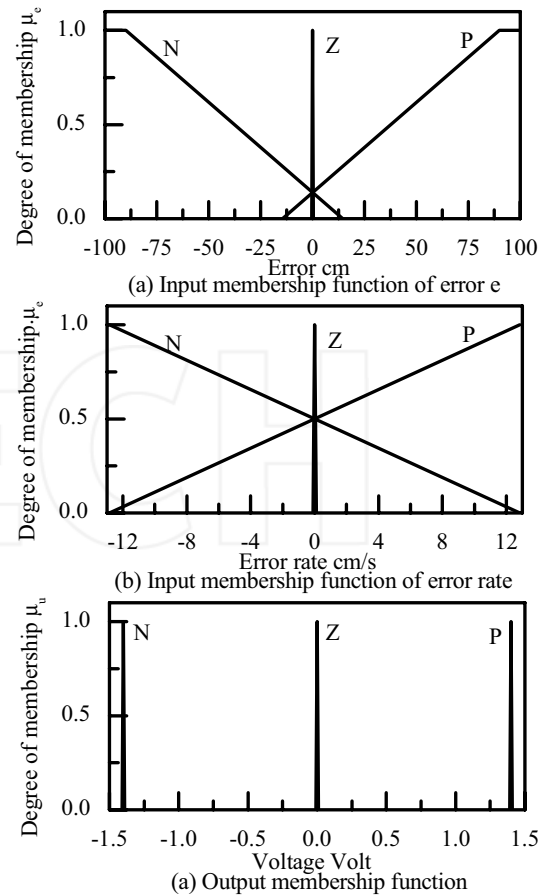 Degree of membership μ_e
1.0
0.5
0.0
N
Z
P
-100 -75 -50 -25 0 25 50 75 100
Error cm
(a) Input membership function of error e
Degree of membership.μ_e
1.0
0.5
0.0
N
Z
P
-12 -8 -4 0 4 8 12
Error rate cm/s
(b) Input membership function of error rate
Degree of membership μ_u
1.0
0.5
0.0
N
Z
P
-1.5 -1.0 -0.5 0.0 0.5 1.0 1.5
Voltage Volt
(a) Output membership function